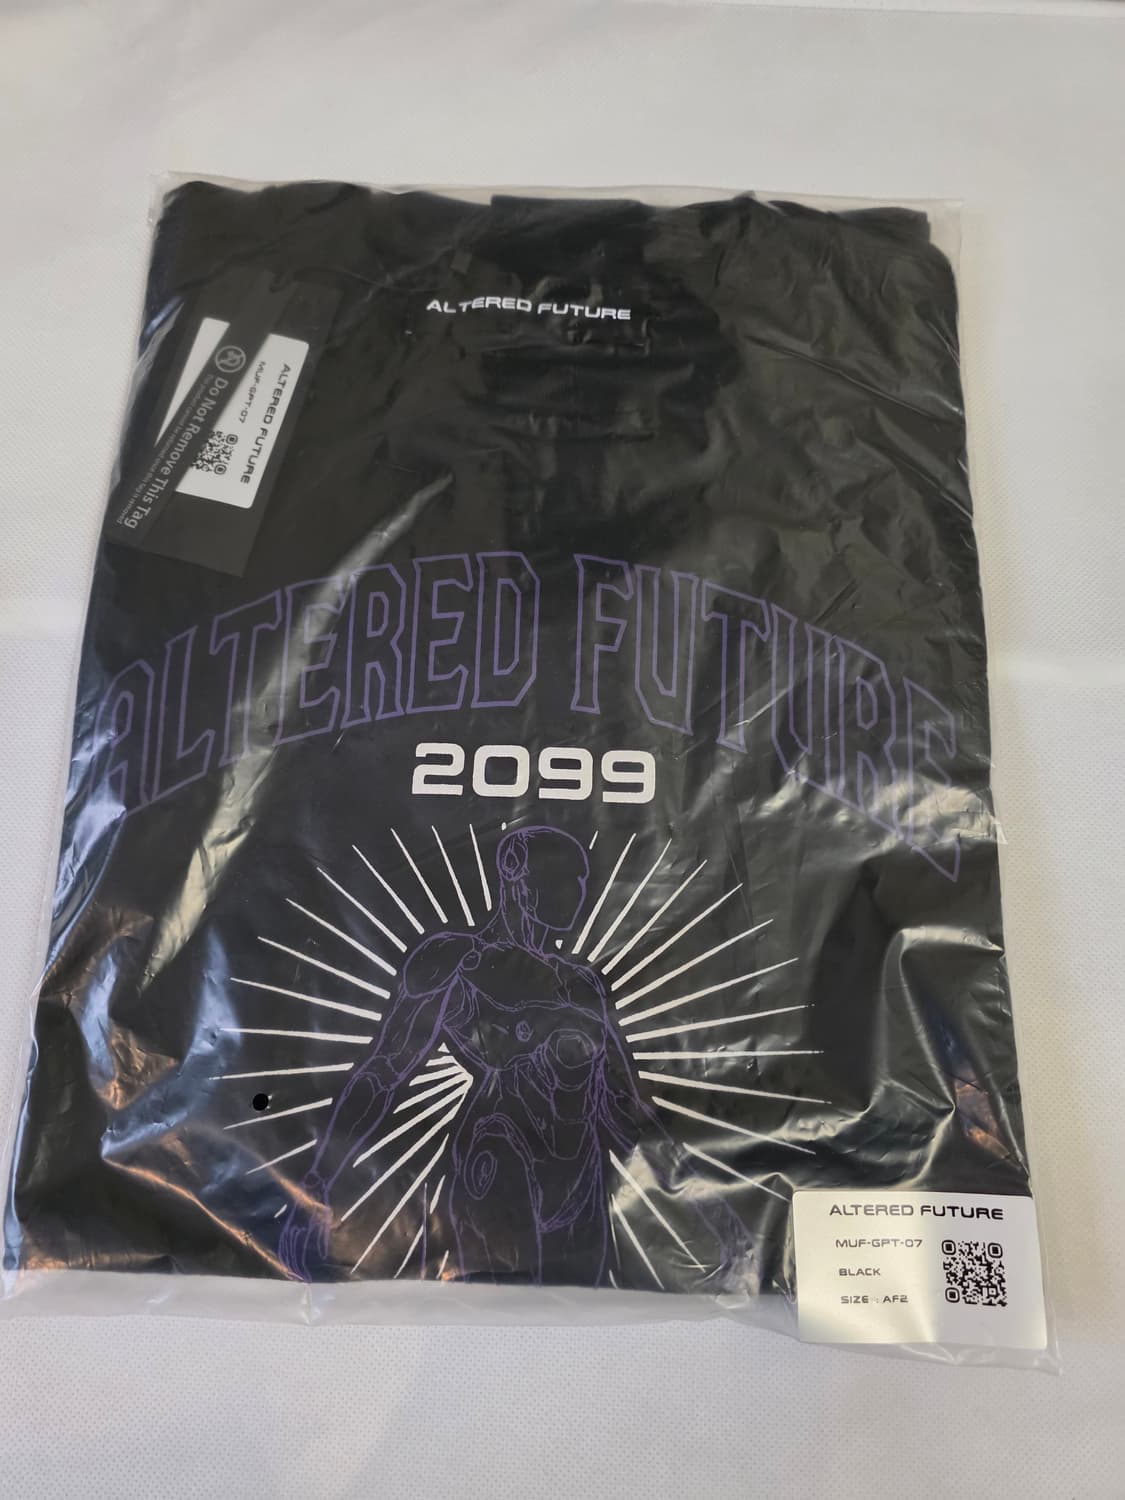 ALTERED FUTURE
ALTERED FUTURE
MUF-GPT-07
Do Not Remove This Tag
ALTERED FUTURE
2099
ALTERED FUTURE
MUF-GPT-07
BLACK
SIZE : AF2